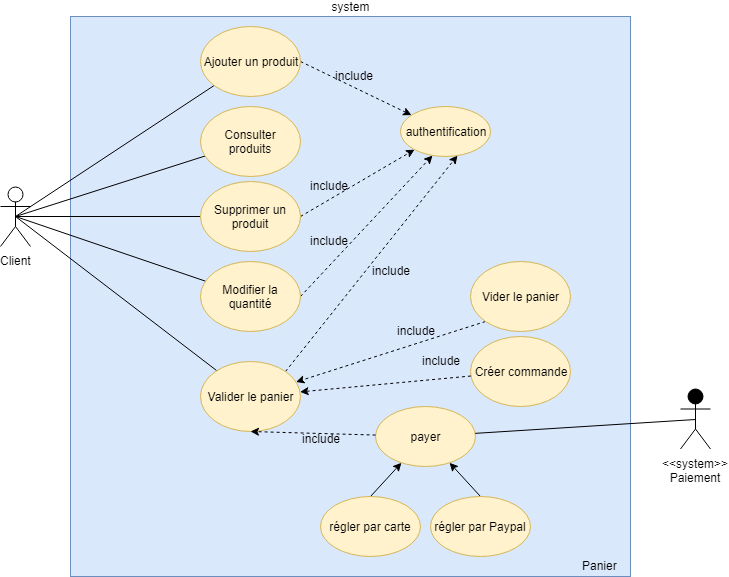 system
Ajouter un produit
include
authentification
Consulter
produits
include
Supprimer un
produit
include
Client
include
Modifier la
quantité
Vider le panier
include
include
Créer commande
Valider le panier
include
payer
<<system>>
Paiement
régler par carte
régler par Paypal
Panier